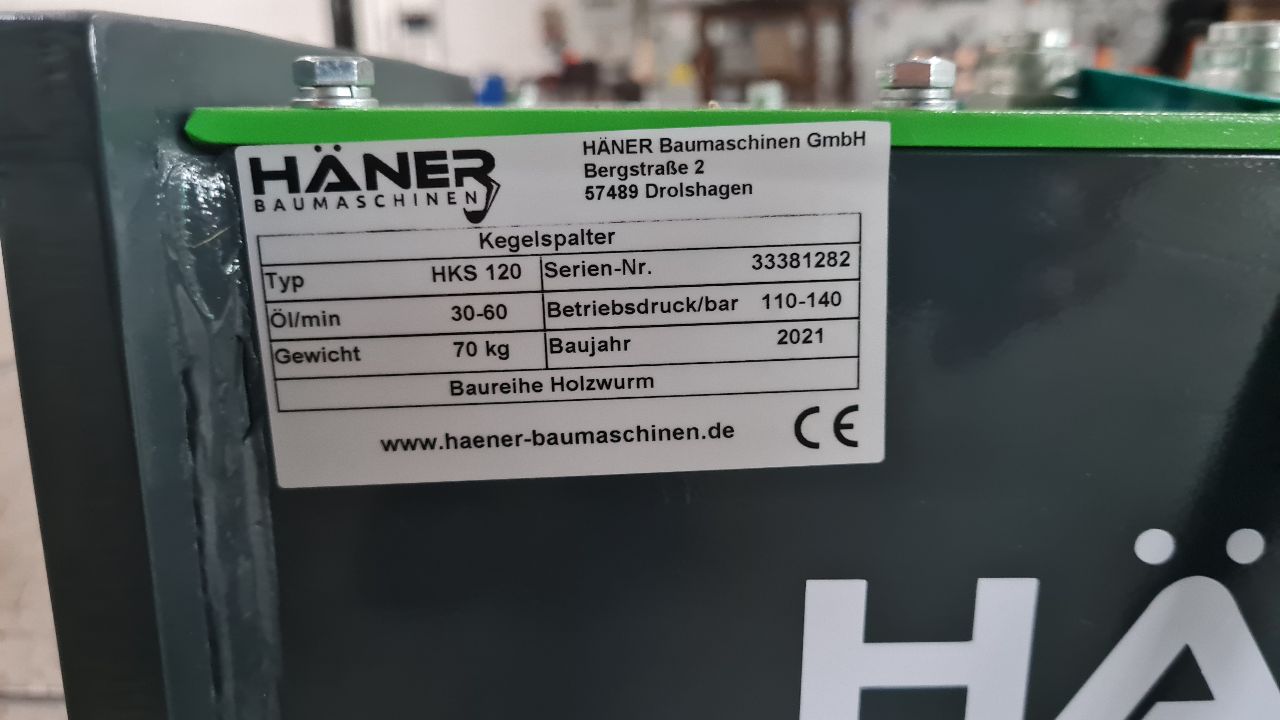 HÄNER
BAUMASCHINEN
HÄNER Baumaschinen GmbH
Bergstraße 2
57489 Drolshagen
Kegelspalter
Typ HKS 120 Serien-Nr. 33381282
Öl/min 30-60 Betriebsdruck/bar 110-140
Gewicht 70 kg Baujahr 2021
Baureihe Holzwurm
www.haener-baumaschinen.de CE
HÄ